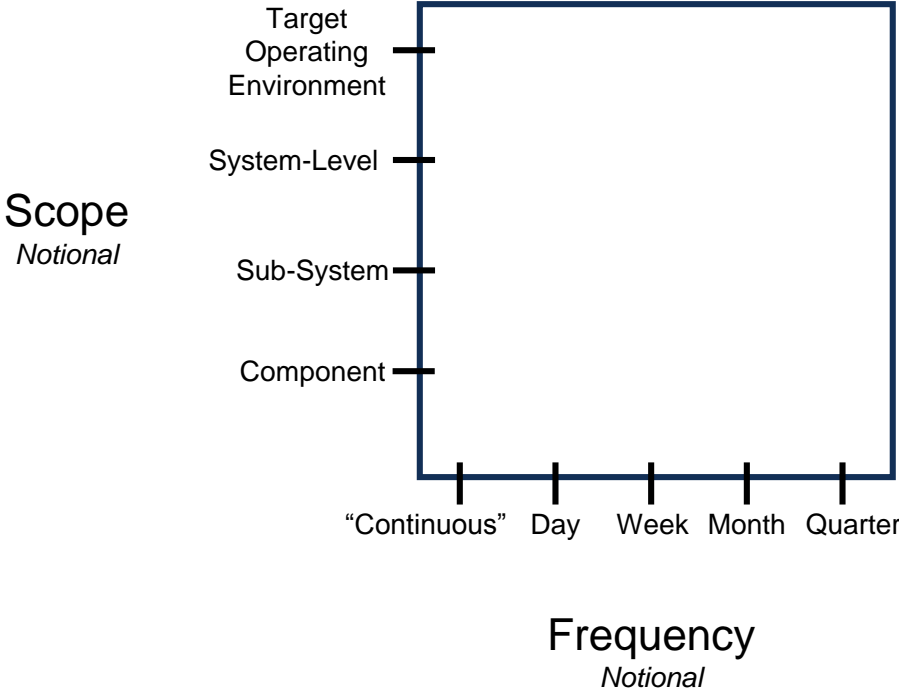 Target
Operating
Environment
System-Level
Scope
Notional
Sub-System
Component
“Continuous” Day Week Month Quarter
Frequency
Notional